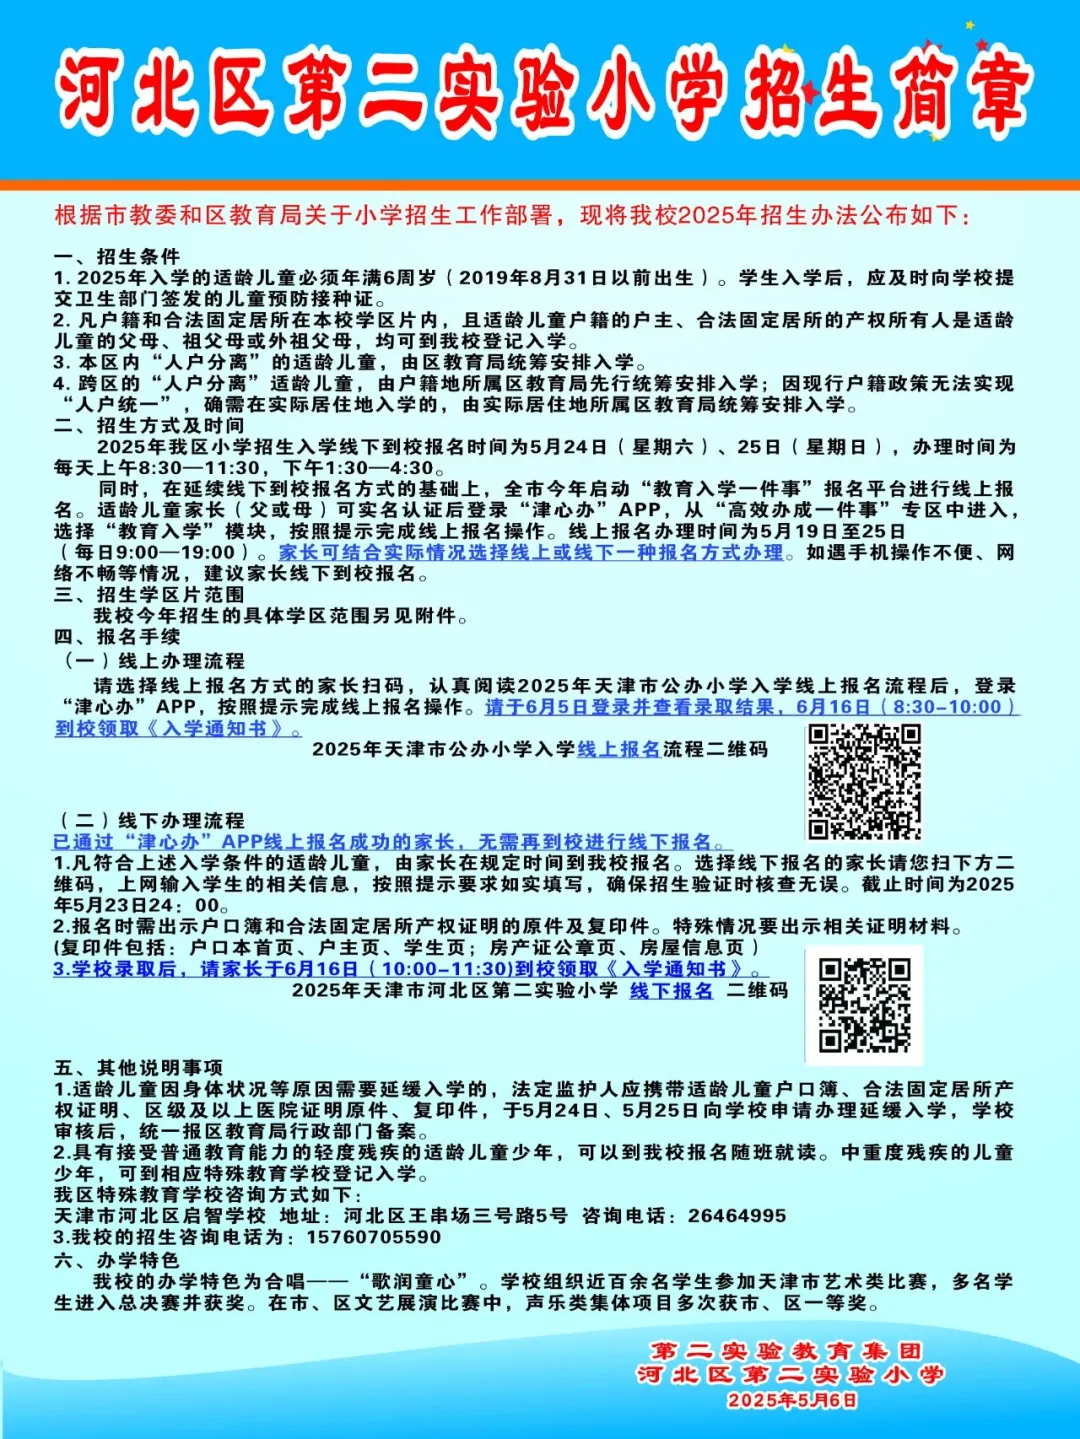 河北区第二实验小学招生简章
根据市教委和区教育局关于小学招生工作部署，现将我校2025年招生办法公布如下：
一、招生条件
1. 2025年入学的适龄儿童必须年满6周岁（2019年8月31日以前出生）。学生入学后，应及时向学校提
交卫生部门签发的儿童预防接种证。
2. 凡户籍和合法固定居所在本校学区片内，且适龄儿童户籍的户主、合法固定居所的产权所有人是适龄
儿童的父母、祖父母或外祖父母，均可到我校登记入学。
3. 本区内“人户分离”的适龄儿童，由区教育局统筹安排入学。
4. 跨区的“人户分离”适龄儿童，由户籍地所属区教育局先行统筹安排入学；因现行户籍政策无法实现
“人户统一”，确需在实际居住地入学的，由实际居住地所属区教育局统筹安排入学。
二、招生方式及时间
2025年我区小学招生入学线下到校报名时间为5月24日（星期六）、25日（星期日），办理时间为
每天上午8:30—11:30，下午1:30—4:30。
同时，在延续线下到校报名方式的基础上，全市今年启动“教育入学一件事”报名平台进行线上报
名。适龄儿童家长（父或母）可实名认证后登录“津心办”APP，从“高效办成一件事”专区中进入，
选择“教育入学”模块，按照提示完成线上报名操作。线上报名办理时间为5月19日至25日
（每日9:00—19:00）。家长可结合实际情况选择线上或线下一种报名方式办理。如遇手机操作不便、网
络不畅等情况，建议家长线下到校报名。
三、招生学区片范围
我校今年招生的具体学区范围另见附件。
四、报名手续
（一）线上办理流程
请选择线上报名方式的家长扫码，认真阅读2025年天津市公办小学入学线上报名流程后，登录
“津心办”APP，按照提示完成线上报名操作。请于6月5日登录并查看录取结果，6月16日（8:30-10:00）
到校领取《入学通知书》。
2025年天津市公办小学入学线上报名流程二维码
（二）线下办理流程
已通过“津心办”APP线上报名成功的家长，无需再到校进行线下报名。
1.凡符合上述入学条件的适龄儿童，由家长在规定时间到我校报名。选择线下报名的家长请您扫下方二
维码，上网输入学生的相关信息，按照提示要求如实填写，确保招生验证时核查无误。截止时间为2025
年5月23日24：00。
2.报名时需出示户口簿和合法固定居所产权证明的原件及复印件。特殊情况要出示相关证明材料。
(复印件包括：户口本首页、户主页、学生页；房产证公章页、房屋信息页）
3.学校录取后，请家长于6月16日（10:00-11:30)到校领取《入学通知书》。
2025年天津市河北区第二实验小学 线下报名 二维码
五、其他说明事项
1.适龄儿童因身体状况等原因需要延缓入学的，法定监护人应携带适龄儿童户口簿、合法固定居所产
权证明、区级及以上医院证明原件、复印件，于5月24日、5月25日向学校申请办理延缓入学，学校
审核后，统一报区教育局行政部门备案。
2.具有接受普通教育能力的轻度残疾的适龄儿童少年，可以到我校报名随班就读。中重度残疾的儿童
少年，可到相应特殊教育学校登记入学。
我区特殊教育学校咨询方式如下：
天津市河北区启智学校 地址：河北区王串场三号路5号 咨询电话：26464995
3.我校的招生咨询电话为：15760705590
六、办学特色
我校的办学特色为合唱——“歌润童心”。学校组织近百余名学生参加天津市艺术类比赛，多名学
生进入总决赛并获奖。在市、区文艺展演比赛中，声乐类集体项目多次获市、区一等奖。
第二实验教育集团
河北区第二实验小学
2025年5月6日